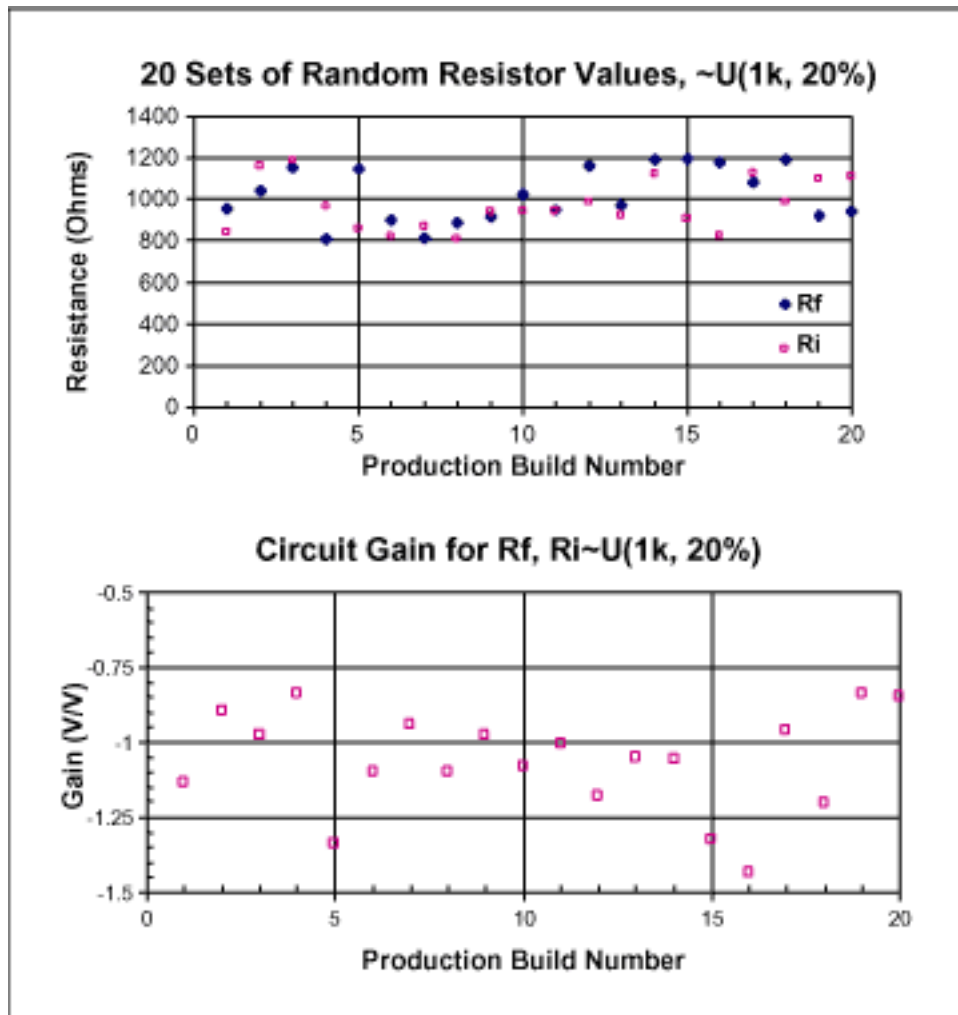 20 Sets of Random Resistor Values, ~U(1k, 20%)
1400
1200
1000
800
600
400
200
0
Resistance (Ohms)
Rf
Ri
0 5 10 15 20
Production Build Number
Circuit Gain for Rf, Ri~U(1k, 20%)
-0.5
-0.75
-1
-1.25
-1.5
Gain (V/V)
0 5 10 15 20
Production Build Number